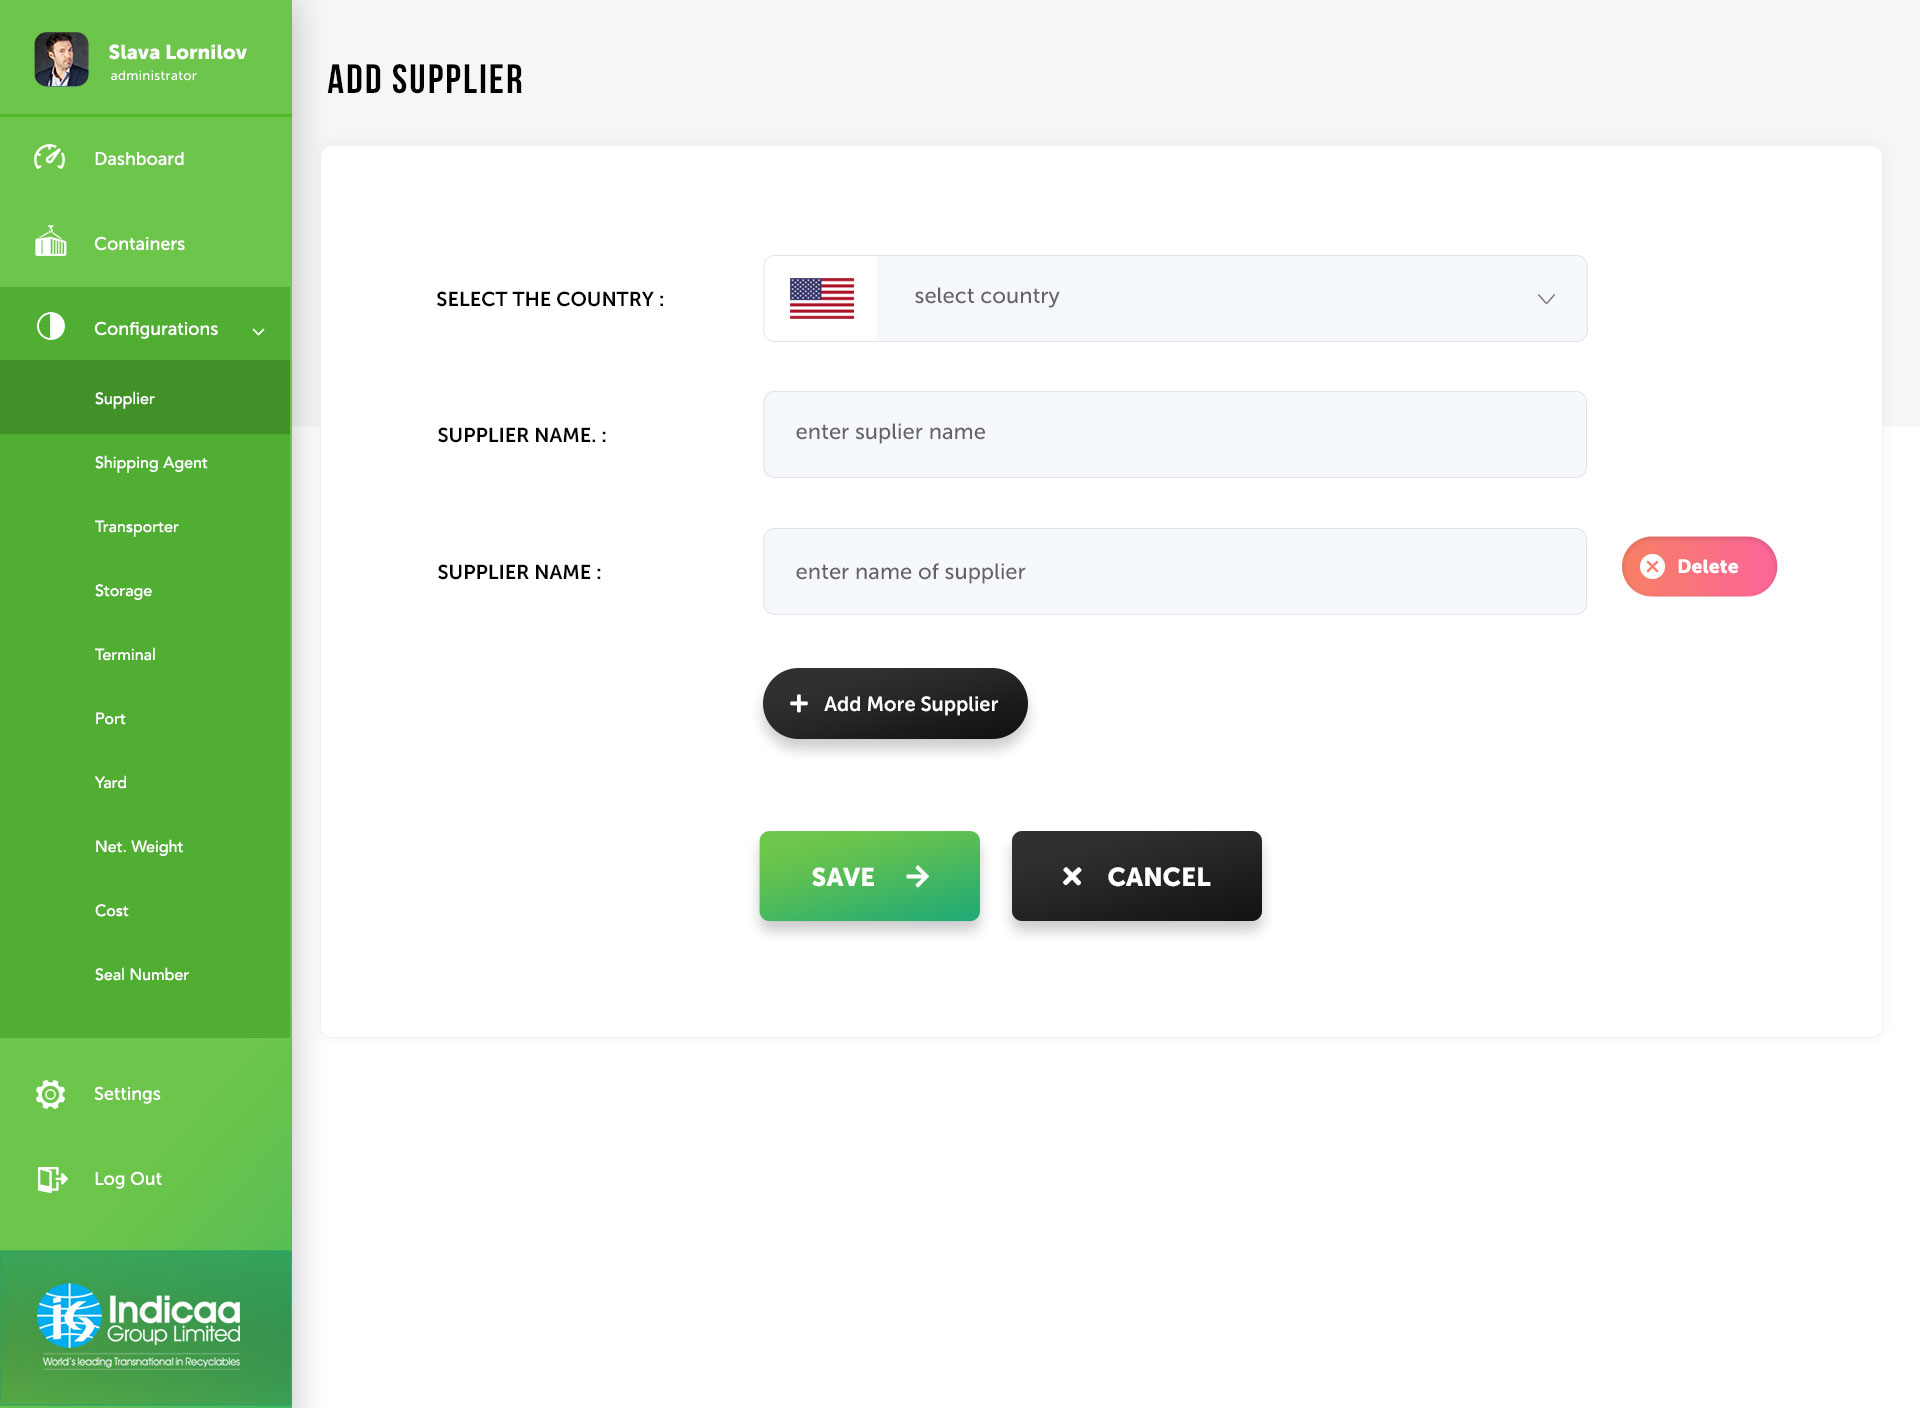 Slava Lornilov
administrator
Dashboard
Containers
Configurations
Supplier
Shipping Agent
Transporter
Storage
Terminal
Port
Yard
Net. Weight
Cost
Seal Number
Settings
Log Out
iks
Indicaa
Group Limited
World's leading Transnational in Recyclables
ADD SUPPLIER
SELECT THE COUNTRY :
select country
SUPPLIER NAME. :
enter suplier name
SUPPLIER NAME :
enter name of supplier
Delete
Add More Supplier
SAVE
CANCEL